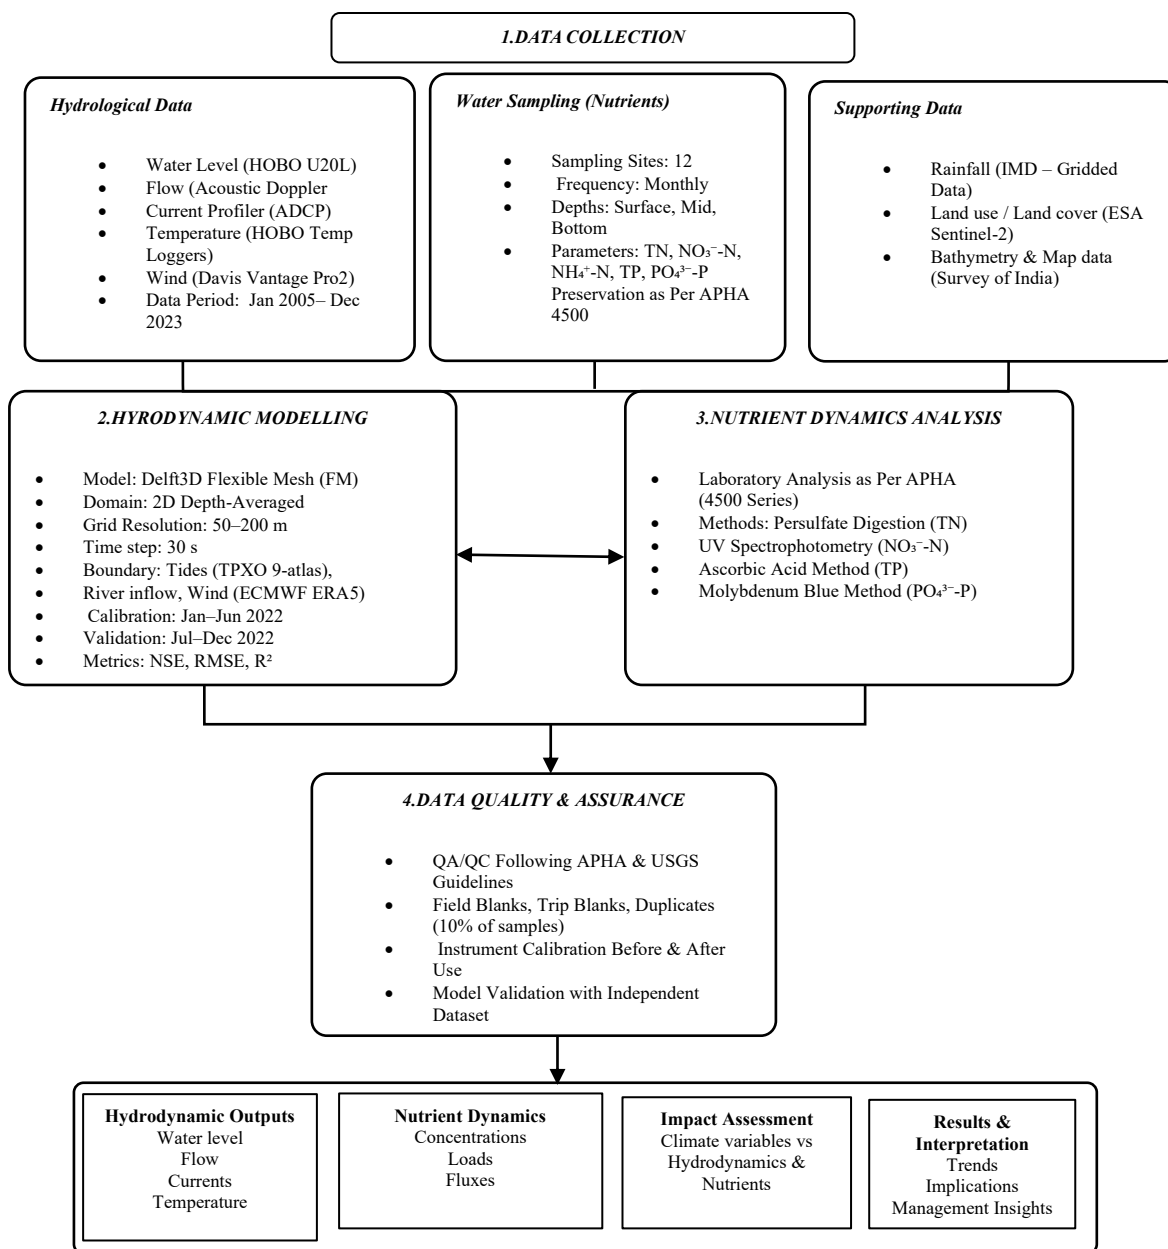 1.DATA COLLECTION
Hydrological Data
• Water Level (HOBO U20L)
• Flow (Acoustic Doppler
• Current Profiler (ADCP)
• Temperature (HOBO Temp
Loggers)
• Wind (Davis Vantage Pro2)
• Data Period: Jan 2005– Dec
2023
Water Sampling (Nutrients)
• Sampling Sites: 12
• Frequency: Monthly
• Depths: Surface, Mid,
Bottom
• Parameters: TN, NO₃⁻-N,
NH₄⁺-N, TP, PO₄³⁻-P
Preservation as Per APHA
4500
Supporting Data
• Rainfall (IMD – Gridded
Data)
• Land use / Land cover (ESA
Sentinel-2)
• Bathymetry & Map data
(Survey of India)
2.HYRODYNAMIC MODELLING
• Model: Delft3D Flexible Mesh (FM)
• Domain: 2D Depth-Averaged
• Grid Resolution: 50–200 m
• Time step: 30 s
• Boundary: Tides (TPXO 9-atlas),
• River inflow, Wind (ECMWF ERA5)
• Calibration: Jan–Jun 2022
• Validation: Jul–Dec 2022
• Metrics: NSE, RMSE, R²
3.NUTRIENT DYNAMICS ANALYSIS
• Laboratory Analysis as Per APHA
(4500 Series)
• Methods: Persulfate Digestion (TN)
• UV Spectrophotometry (NO₃⁻-N)
• Ascorbic Acid Method (TP)
• Molybdenum Blue Method (PO₄³⁻-P)
4.DATA QUALITY & ASSURANCE
• QA/QC Following APHA & USGS
Guidelines
• Field Blanks, Trip Blanks, Duplicates
(10% of samples)
• Instrument Calibration Before & After
Use
• Model Validation with Independent
Dataset
Hydrodynamic Outputs
Water level
Flow
Currents
Temperature
Nutrient Dynamics
Concentrations
Loads
Fluxes
Impact Assessment
Climate variables vs
Hydrodynamics &
Nutrients
Results &
Interpretation
Trends
Implications
Management Insights